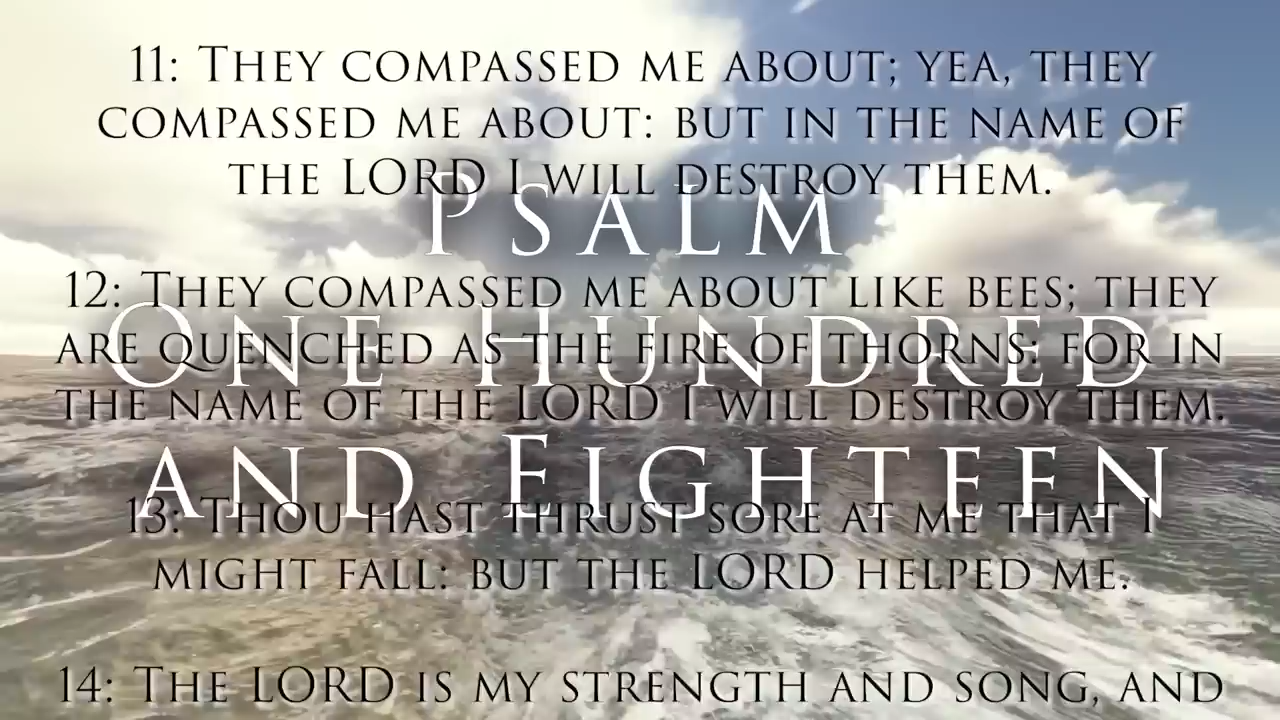 11: They compassed me about; yea, they
compassed me about: but in the name of
the LORD I will destroy them.
Psalm
12: They compassed me about like bees; they
One Hundred
are quenched as the fire of thorns: for in
the name of the LORD I will destroy them.
and Eighteen
13: Thou hast thrust sore at me that I
might fall: but the LORD helped me.
14: The LORD is my strength and song, and